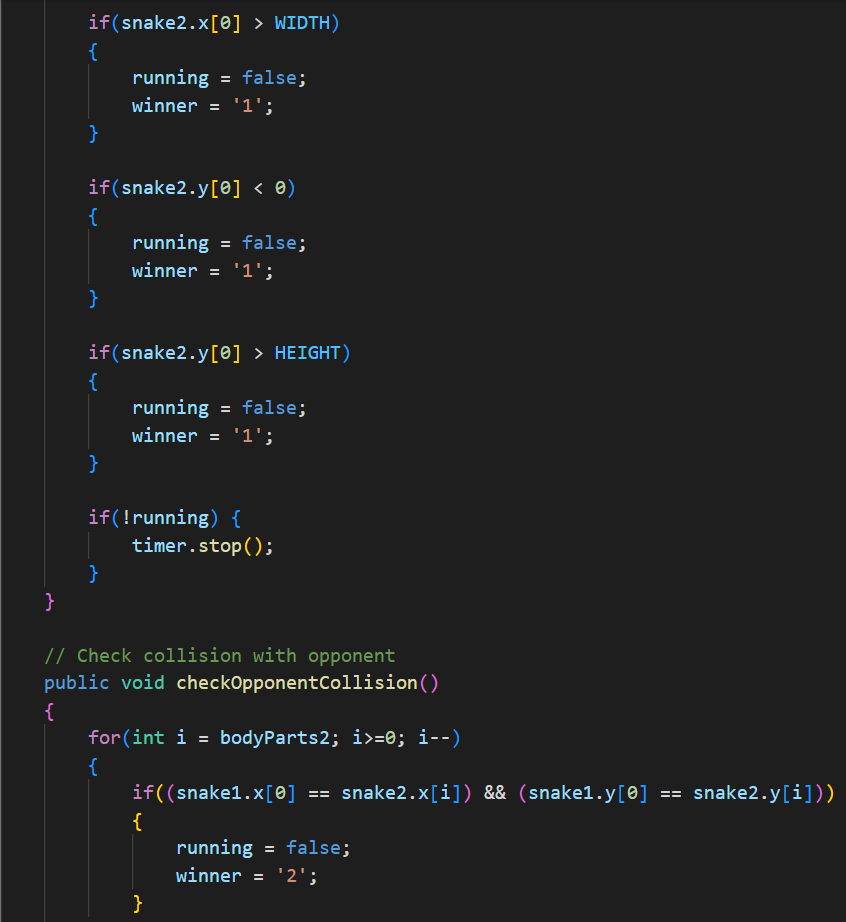 if(snake2.x[0] > WIDTH)
{
running = false;
winner = '1';
}
if(snake2.y[0] < 0)
{
running = false;
winner = '1';
}
if(snake2.y[0] > HEIGHT)
{
running = false;
winner = '1';
}
if(!running) {
timer.stop();
}
}
// Check collision with opponent
public void checkOpponentCollision()
{
for(int i = bodyParts2; i>=0; i--)
{
if((snake1.x[0] == snake2.x[i]) && (snake1.y[0] == snake2.y[i]))
{
running = false;
winner = '2';
}